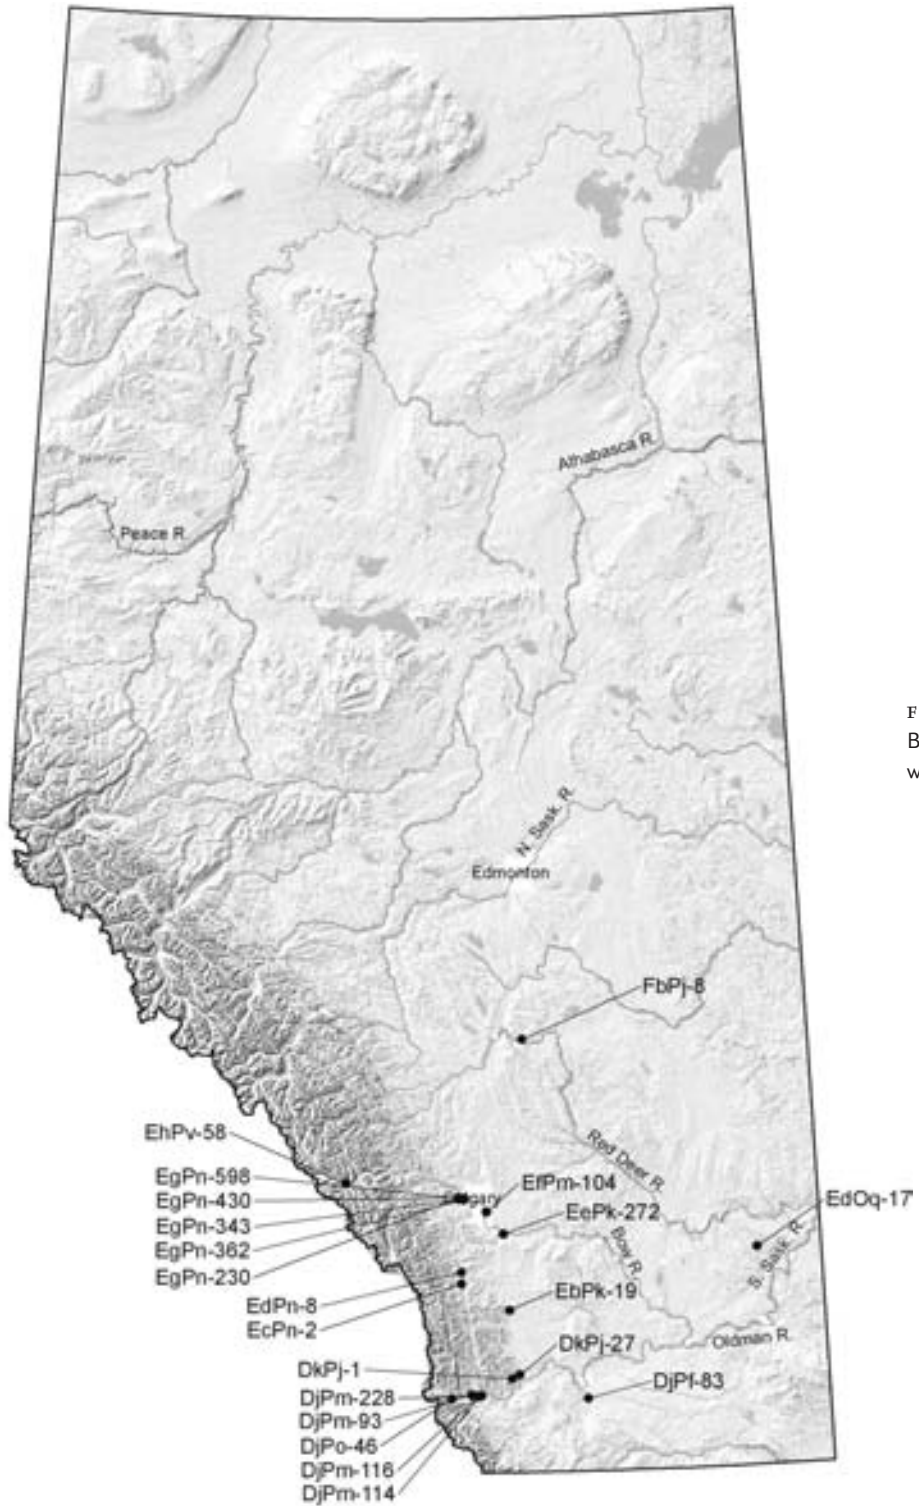 Athabasca R.
Peace R.
F
B
w
N. Sask. R.
Edmonton
FbPj-8
EhPv-58
Red Deer R.
EgPn-598
EfPm-104
EgPn-430
EdOq-17
EgPn-343
EePk-272
EgPn-362
Bow R.
S. Sask. R.
EgPn-230
EdPn-8
EbPk-19
EcPn-2
Oldman R.
DkPj-27
DkPj-1
DjPf-83
DjPm-228
DjPm-93
DjPo-46
DjPm-116
DjPm-114